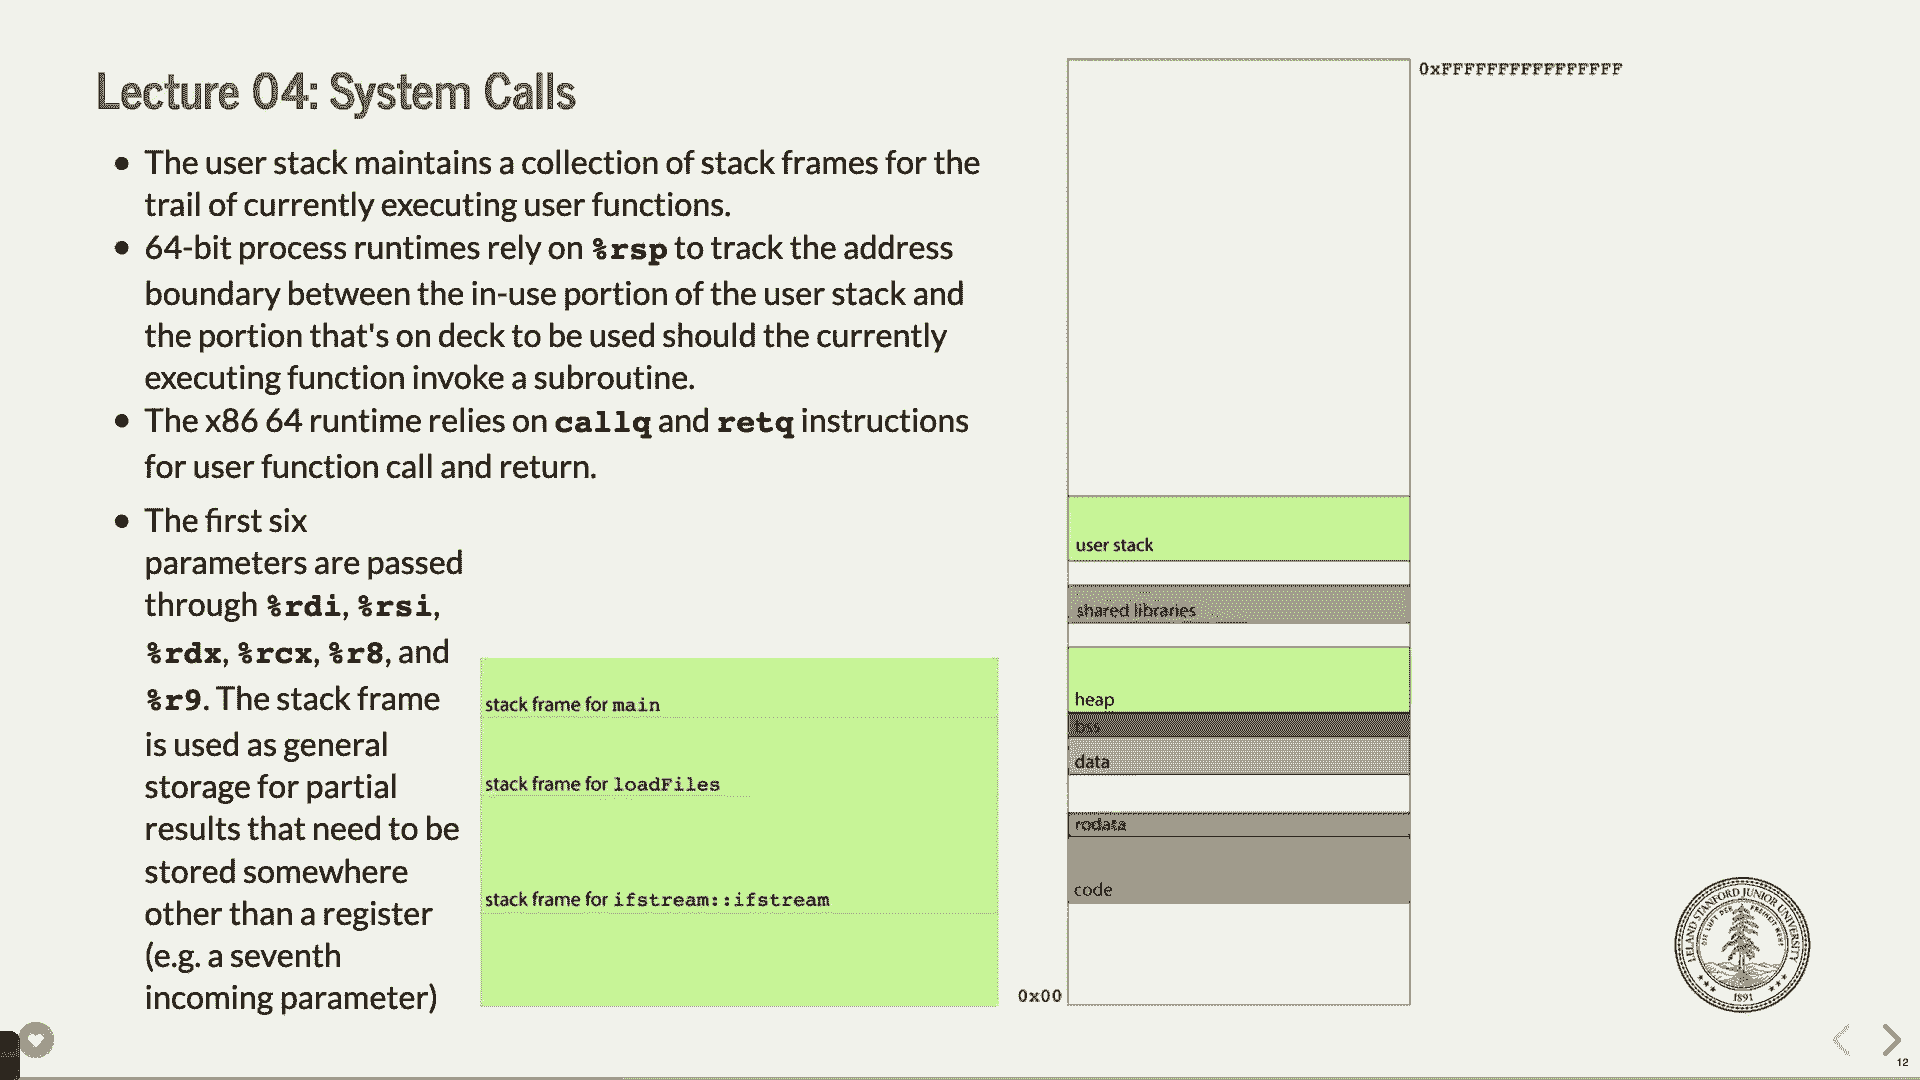 Lecture 04: System Calls
• The user stack maintains a collection of stack frames for the
trail of currently executing user functions.
• 64-bit process runtimes rely on %rsp to track the address
boundary between the in-use portion of the user stack and
the portion that's on deck to be used should the currently
executing function invoke a subroutine.
• The x86 64 runtime relies on callq and retq instructions
for user function call and return.
• The first six
parameters are passed
through %rdi, %rsi,
%rdx, %rcx, %r8, and
%r9. The stack frame
is used as general
storage for partial
results that need to be
stored somewhere
other than a register
(e.g. a seventh
incoming parameter)
stack frame for main
stack frame for loadFiles
stack frame for ifstream::ifstream
0xFFFFFFFFFFFFFFFF
user stack
shared libraries
heap
bss
data
rodata
code
0x00
LELAND STANFORD JUNIOR UNIVERSITY
DIE LUFT DER FREIHEIT WEHT
1891
12